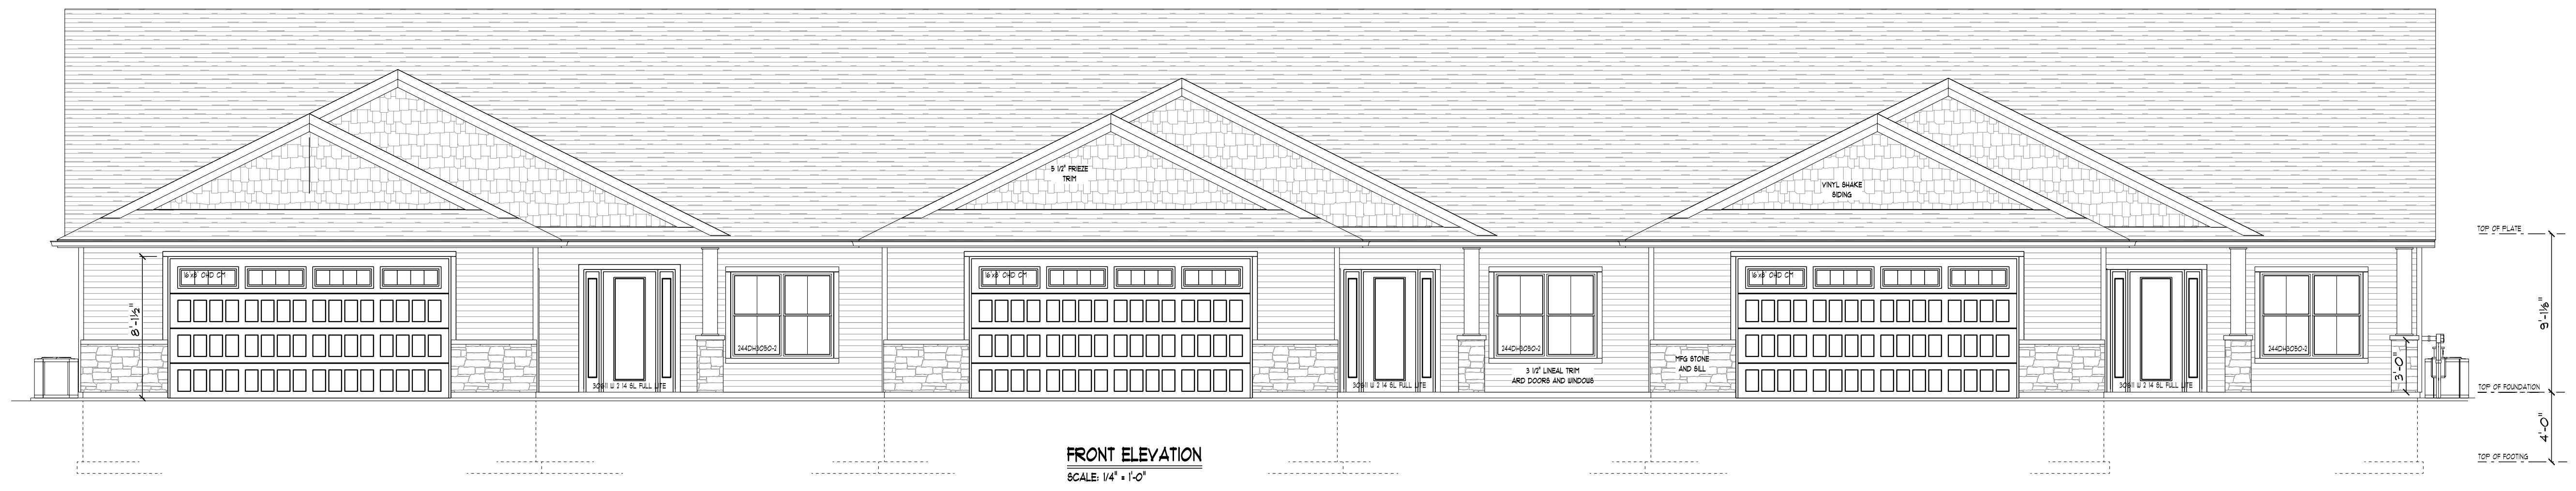 5 1/2" FRIEZE
TRIM
VINYL SHAKE
SIDING
TOP OF PLATE
16'x8' OHD CM
16'x8' OHD CM
16'x8' OHD CM
8'-1½"
9'-1⅛"
244DH3050-2
244DH3050-2
244DH3050-2
MFG STONE
AND SILL
3 1/2" LINEAL TRIM
ARD DOORS AND WINDOWS
3'-0"
3068 W 2 14 SL FULL LITE
3068 W 2 14 SL FULL LITE
3068 W 2 14 SL FULL LITE
TOP OF FOUNDATION
4'-0"
FRONT ELEVATION
SCALE: 1/4" = 1'-0"
TOP OF FOOTING